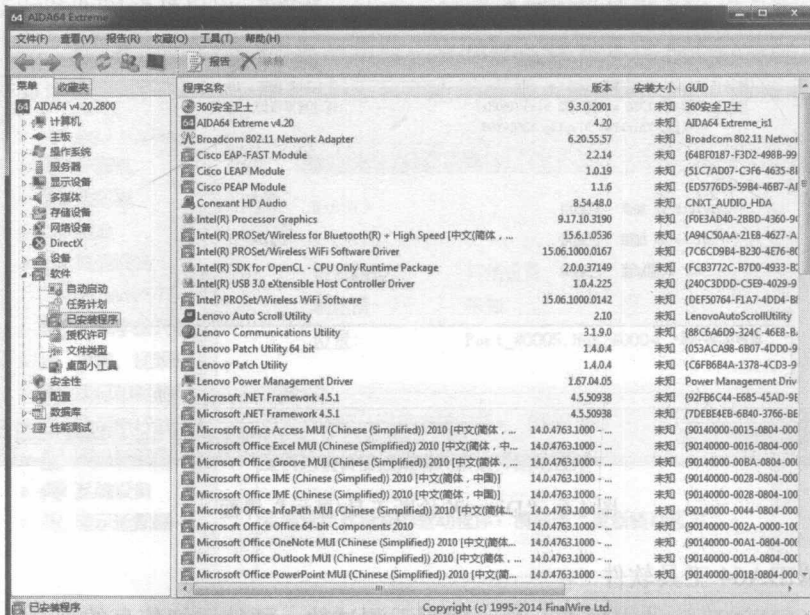 64 AIDA64 Extreme
文件(F) 查看(V) 报告(R) 收藏(O) 工具(T) 帮助(H)
报告
菜单 收藏夹
64 AIDA64 v4.20.2800
计算机
主板
操作系统
服务器
显示设备
多媒体
存储设备
网络设备
DirectX
设备
软件
自动启动
任务计划
已安装程序
授权许可
文件类型
桌面小工具
安全性
配置
数据库
性能测试
程序名称 版本 安装大小 GUID
360安全卫士 9.3.0.2001 未知 360安全卫士
64 AIDA64 Extreme v4.20 4.20 未知 AIDA64 Extreme_is1
Broadcom 802.11 Network Adapter 6.20.55.57 未知 Broadcom 802.11 Networ
Cisco EAP-FAST Module 2.2.14 未知 {64BF0187-F3D2-498B-99
Cisco LEAP Module 1.0.19 未知 {51C7AD07-C3F6-4635-8
Cisco PEAP Module 1.1.6 未知 {ED5776D5-59B4-46B7-A
Conexant HD Audio 8.54.48.0 未知 CNXT_AUDIO_HDA
Intel(R) Processor Graphics 9.17.10.3190 未知 {F0E3AD40-2BBD-4360-9
Intel(R) PROSet/Wireless for Bluetooth(R) + High Speed [中文(简体，... 15.6.1.0536 未知 {A94C50AA-21EB-4627-A
Intel(R) PROSet/Wireless WiFi Software Driver 15.06.1000.0167 未知 {7C6CD9B4-B230-4E76-8
Intel(R) SDK for OpenCL - CPU Only Runtime Package 2.0.0.37149 未知 {FCB3772C-B7D0-4933-B
Intel(R) USB 3.0 eXtensible Host Controller Driver 1.0.4.225 未知 {240C3DDD-C5E9-4029-9
Intel? PROSet/Wireless WiFi Software 15.06.1000.0142 未知 {DEF50764-F1A7-4DD4-B
Lenovo Auto Scroll Utility 2.10 未知 LenovoAutoScrollUtility
Lenovo Communications Utility 3.1.9.0 未知 {88C6A6D9-324C-46E8-B
Lenovo Patch Utility 64 bit 1.4.0.4 未知 {053ACA98-6B07-4DD0-9
Lenovo Patch Utility 1.4.0.4 未知 {C6FB6B4A-1378-4CD3-9
Lenovo Power Management Driver 1.67.04.05 未知 Power Management Driv
Microsoft .NET Framework 4.5.1 4.5.50938 未知 {92FB6C44-E685-45AD-9
Microsoft .NET Framework 4.5.1 4.5.50938 未知 {7DEBE4EB-6B40-3766-BE
Microsoft Office Access MUI (Chinese (Simplified)) 2010 [中文(简体，... 14.0.4763.1000 - ... 未知 {90140000-0015-0804-000
Microsoft Office Excel MUI (Chinese (Simplified)) 2010 [中文(简体，中... 14.0.4763.1000 - ... 未知 {90140000-0016-0804-000
Microsoft Office Groove MUI (Chinese (Simplified)) 2010 [中文(简体，... 14.0.4763.1000 - ... 未知 {90140000-00BA-0804-00
Microsoft Office IME (Chinese (Simplified)) 2010 [中文(简体，中国)] 14.0.4763.1000 - ... 未知 {90140000-0028-0804-000
Microsoft Office IME (Chinese (Simplified)) 2010 [中文(简体，中国)] 14.0.4763.1000 - ... 未知 {90140000-0028-0804-100
Microsoft Office InfoPath MUI (Chinese (Simplified)) 2010 [中文(简体... 14.0.4763.1000 - ... 未知 {90140000-0044-0804-000
Microsoft Office Office 64-bit Components 2010 14.0.4763.1000 - ... 未知 {90140000-002A-0000-10
Microsoft Office OneNote MUI (Chinese (Simplified)) 2010 [中文(简体... 14.0.4763.1000 - ... 未知 {90140000-00A1-0804-000
Microsoft Office Outlook MUI (Chinese (Simplified)) 2010 [中文(简体... 14.0.4763.1000 - ... 未知 {90140000-001A-0804-000
Microsoft Office PowerPoint MUI (Chinese (Simplified)) 2010 [中文(简... 14.0.4763.1000 - ... 未知 {90140000-0018-0804-000
已安装程序 Copyright (c) 1995-2014 FinalWire Ltd.